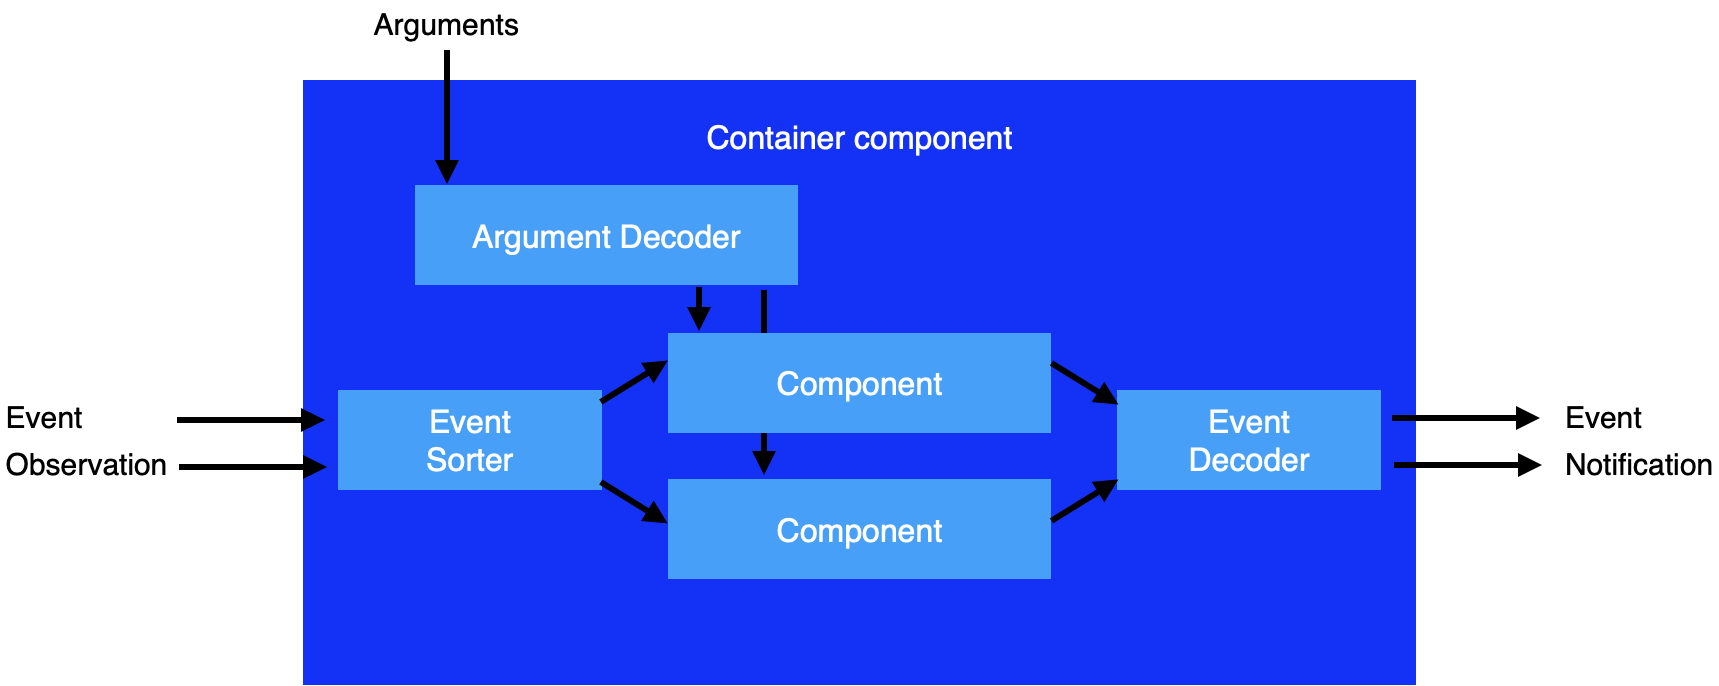 Arguments
Container component
Argument Decoder
Component
Event
Event
Sorter
Event
Decoder
Event
Observation
Notification
Component